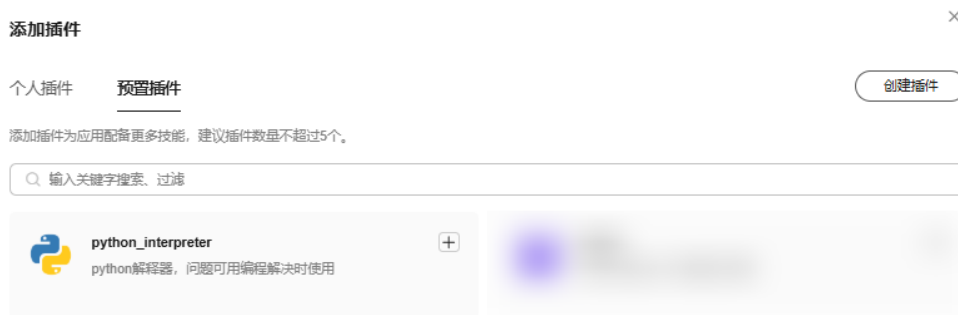 添加插件
个人插件
预置插件
创建插件
添加插件为应用配备更多技能，建议插件数量不超过5个。
输入关键字搜索、过滤
python_interpreter
python解释器，问题可用编程解决时使用